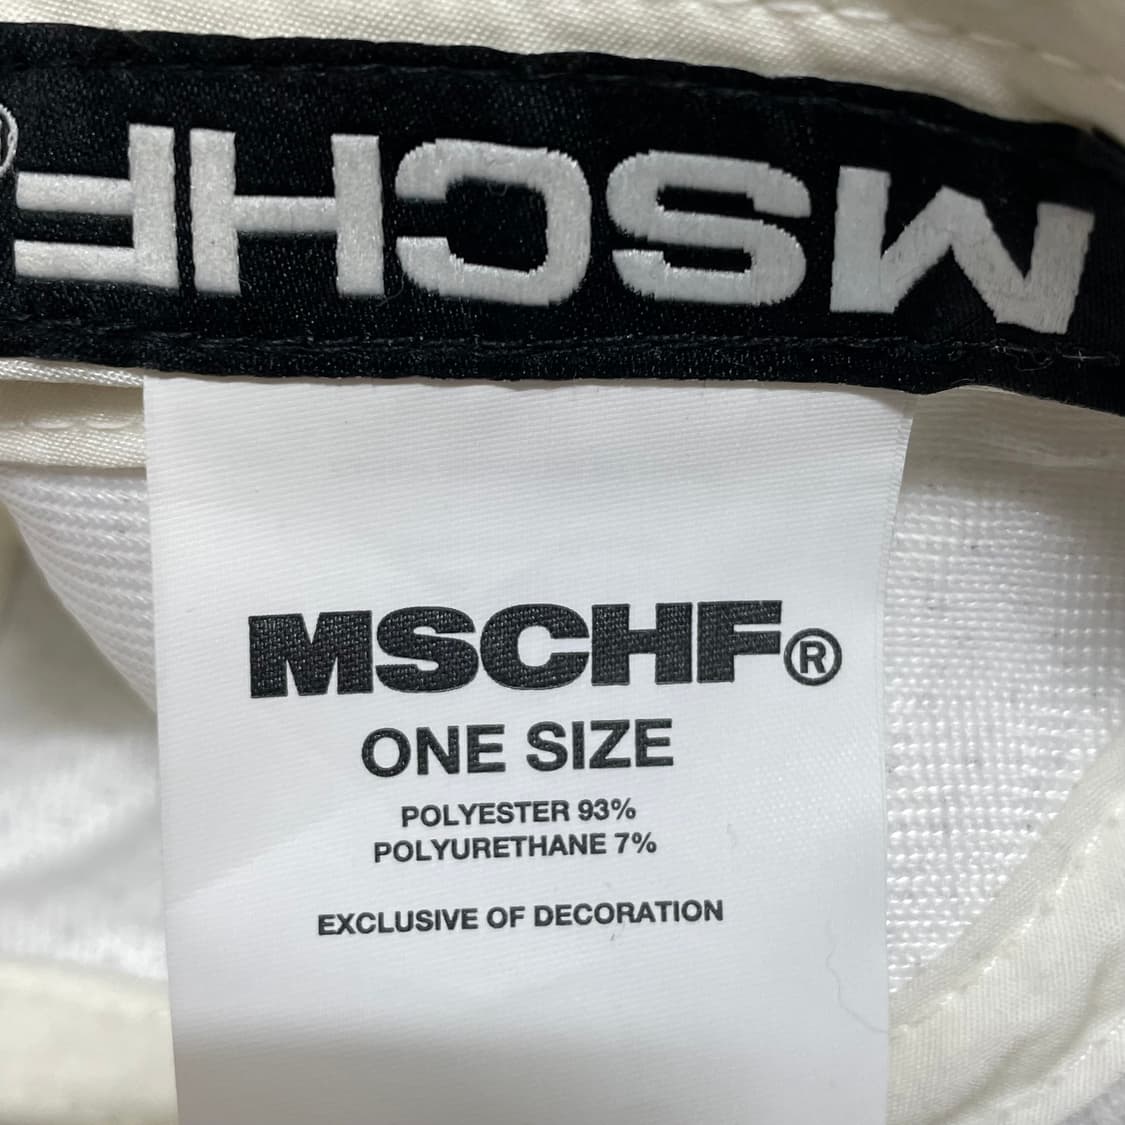 MSCHF
MSCHF®
ONE SIZE
POLYESTER 93%
POLYURETHANE 7%
EXCLUSIVE OF DECORATION